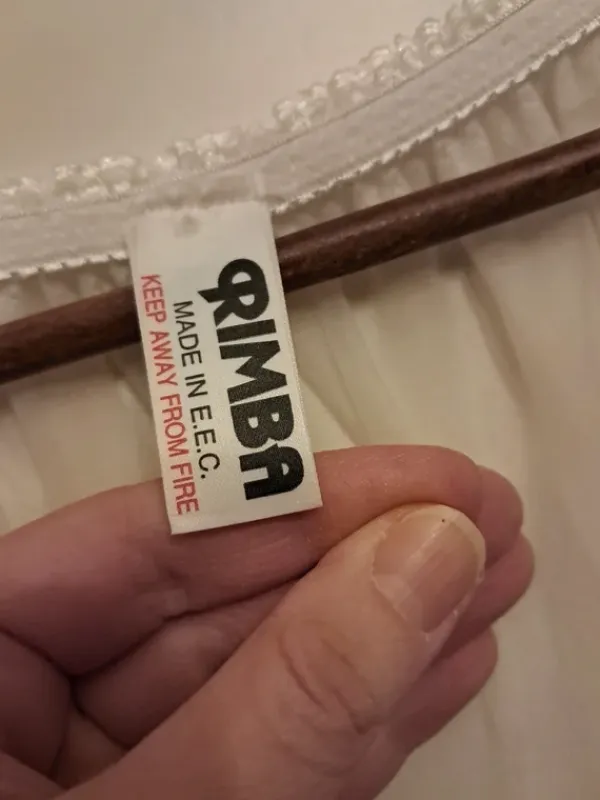 RIMBA
MADE IN E.E.C.
KEEP AWAY FROM FIRE